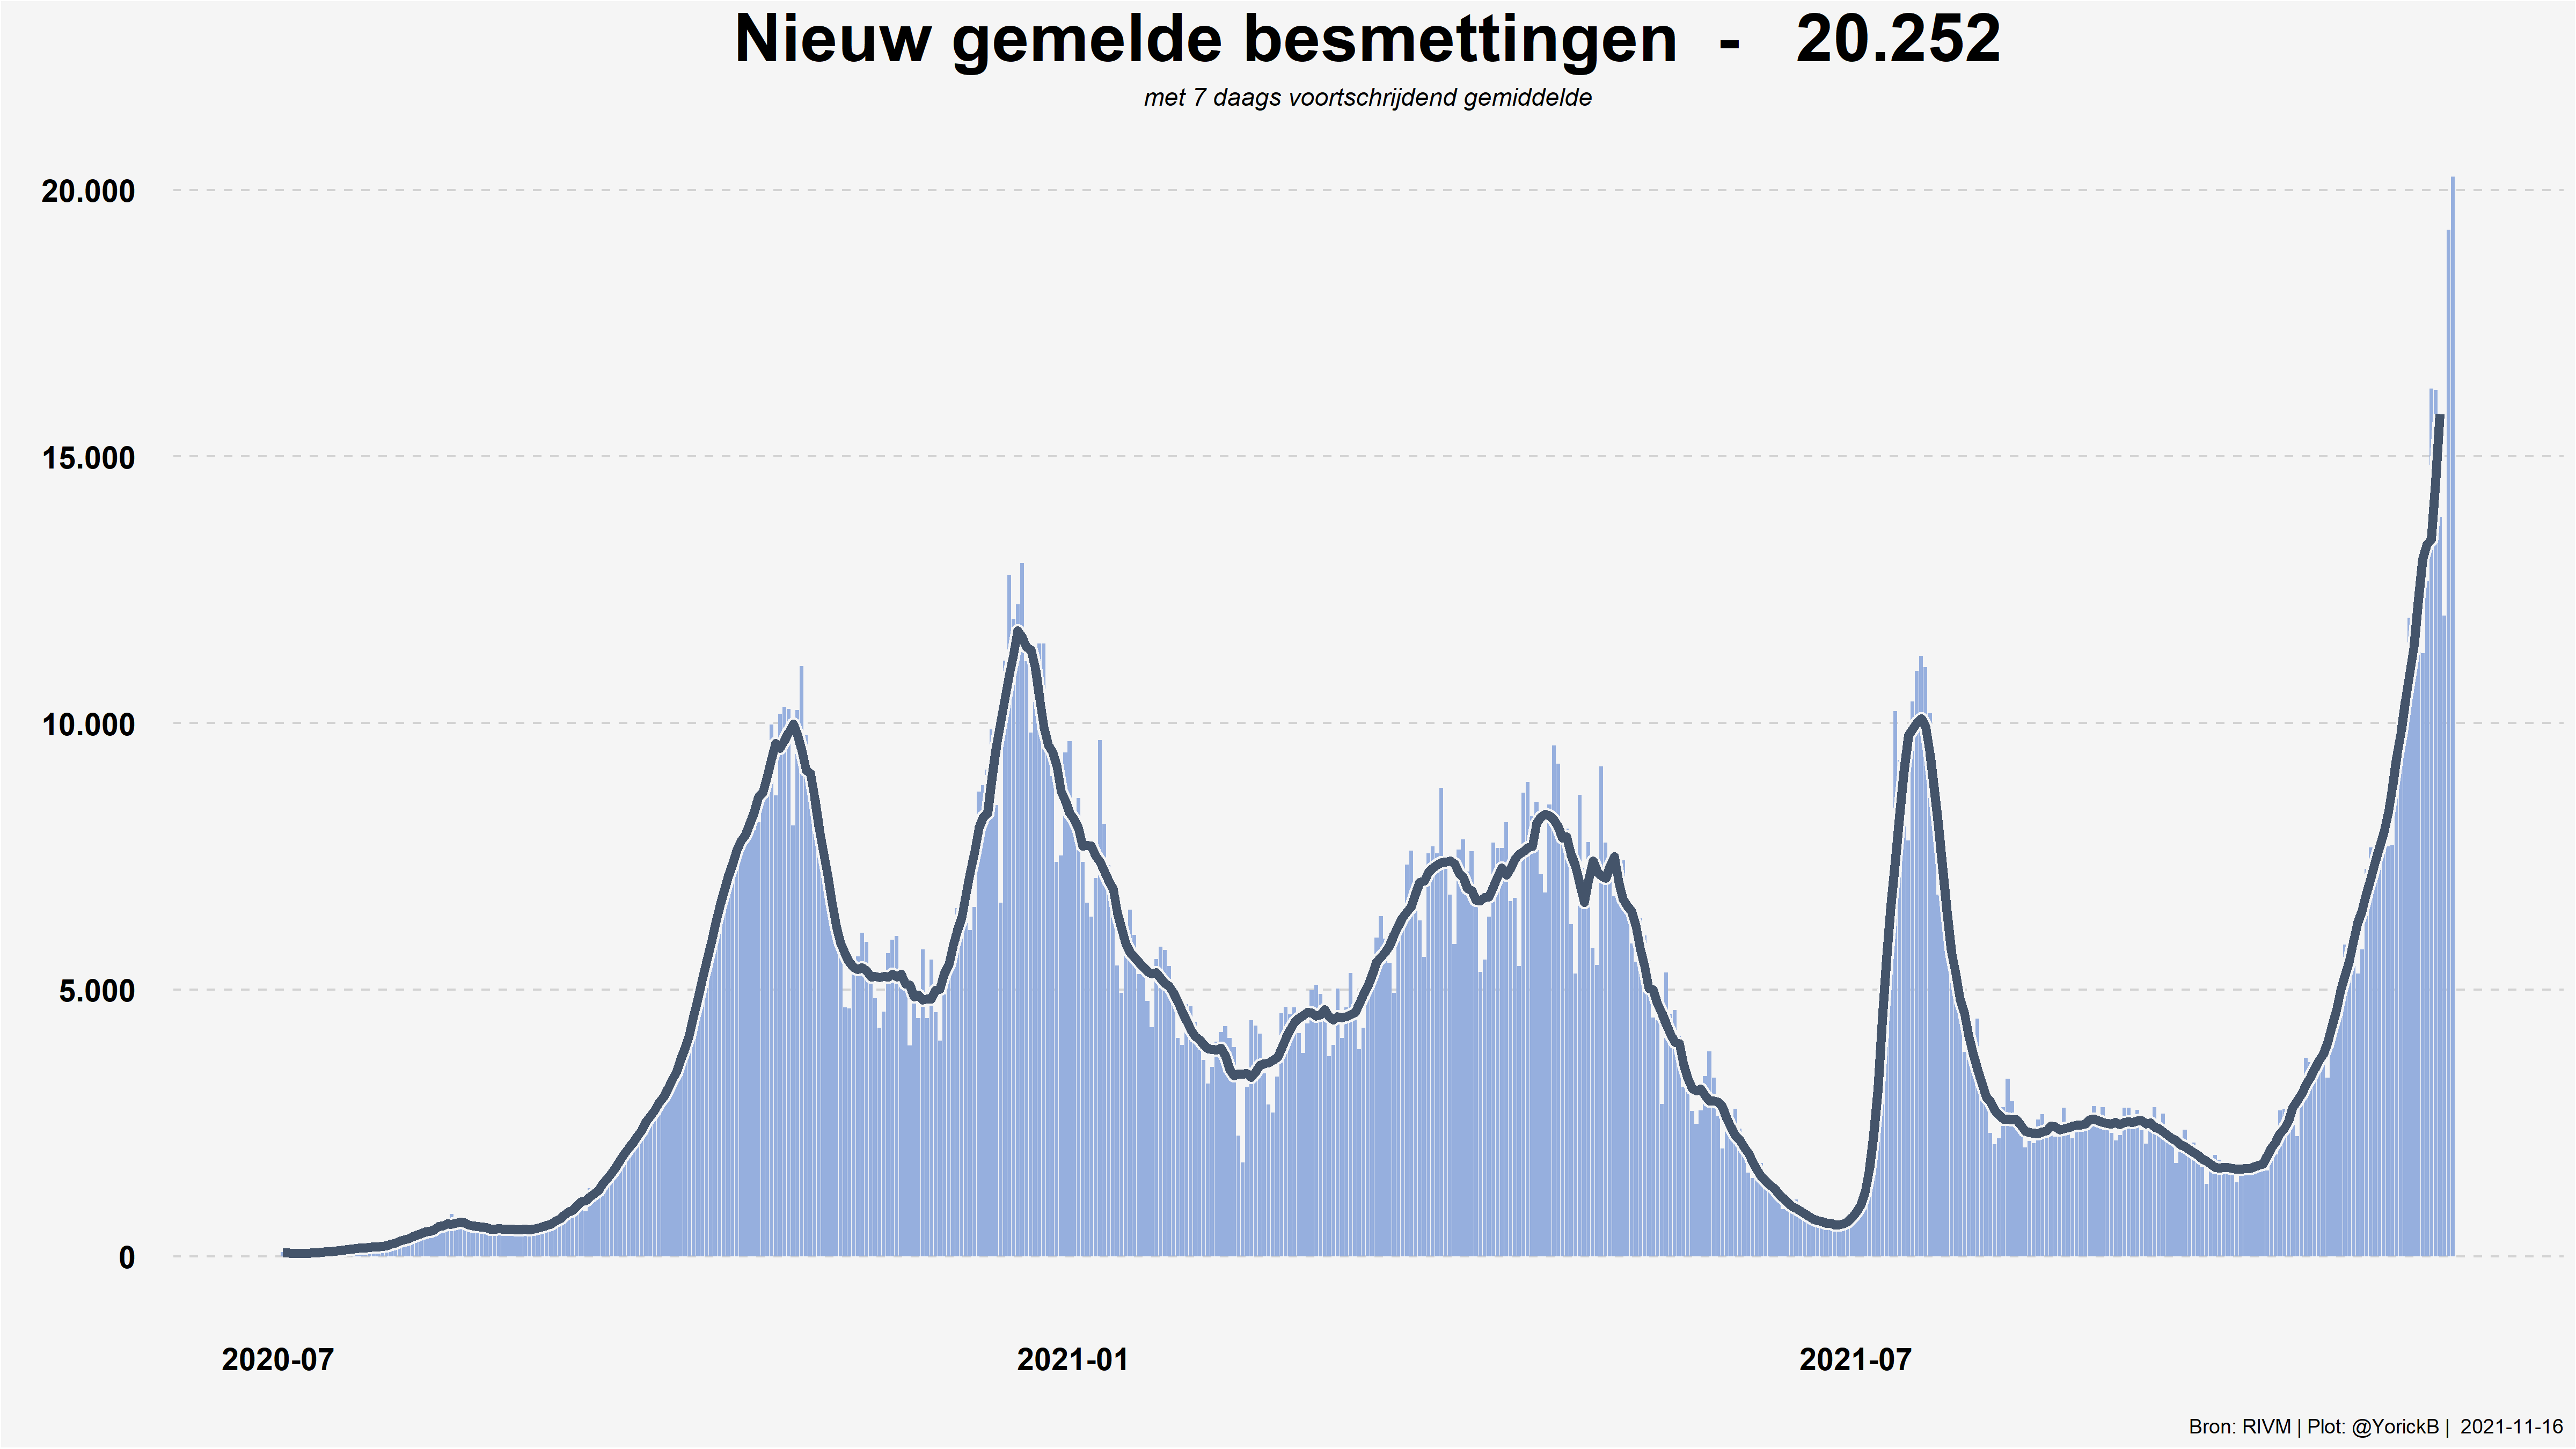 Nieuw gemelde besmettingen - 20.252
met 7 daags voortschrijdend gemiddelde
20.000
15.000
10.000
5.000
0
2020-07 2021-01 2021-07
Bron: RIVM | Plot: @YorickB | 2021-11-16